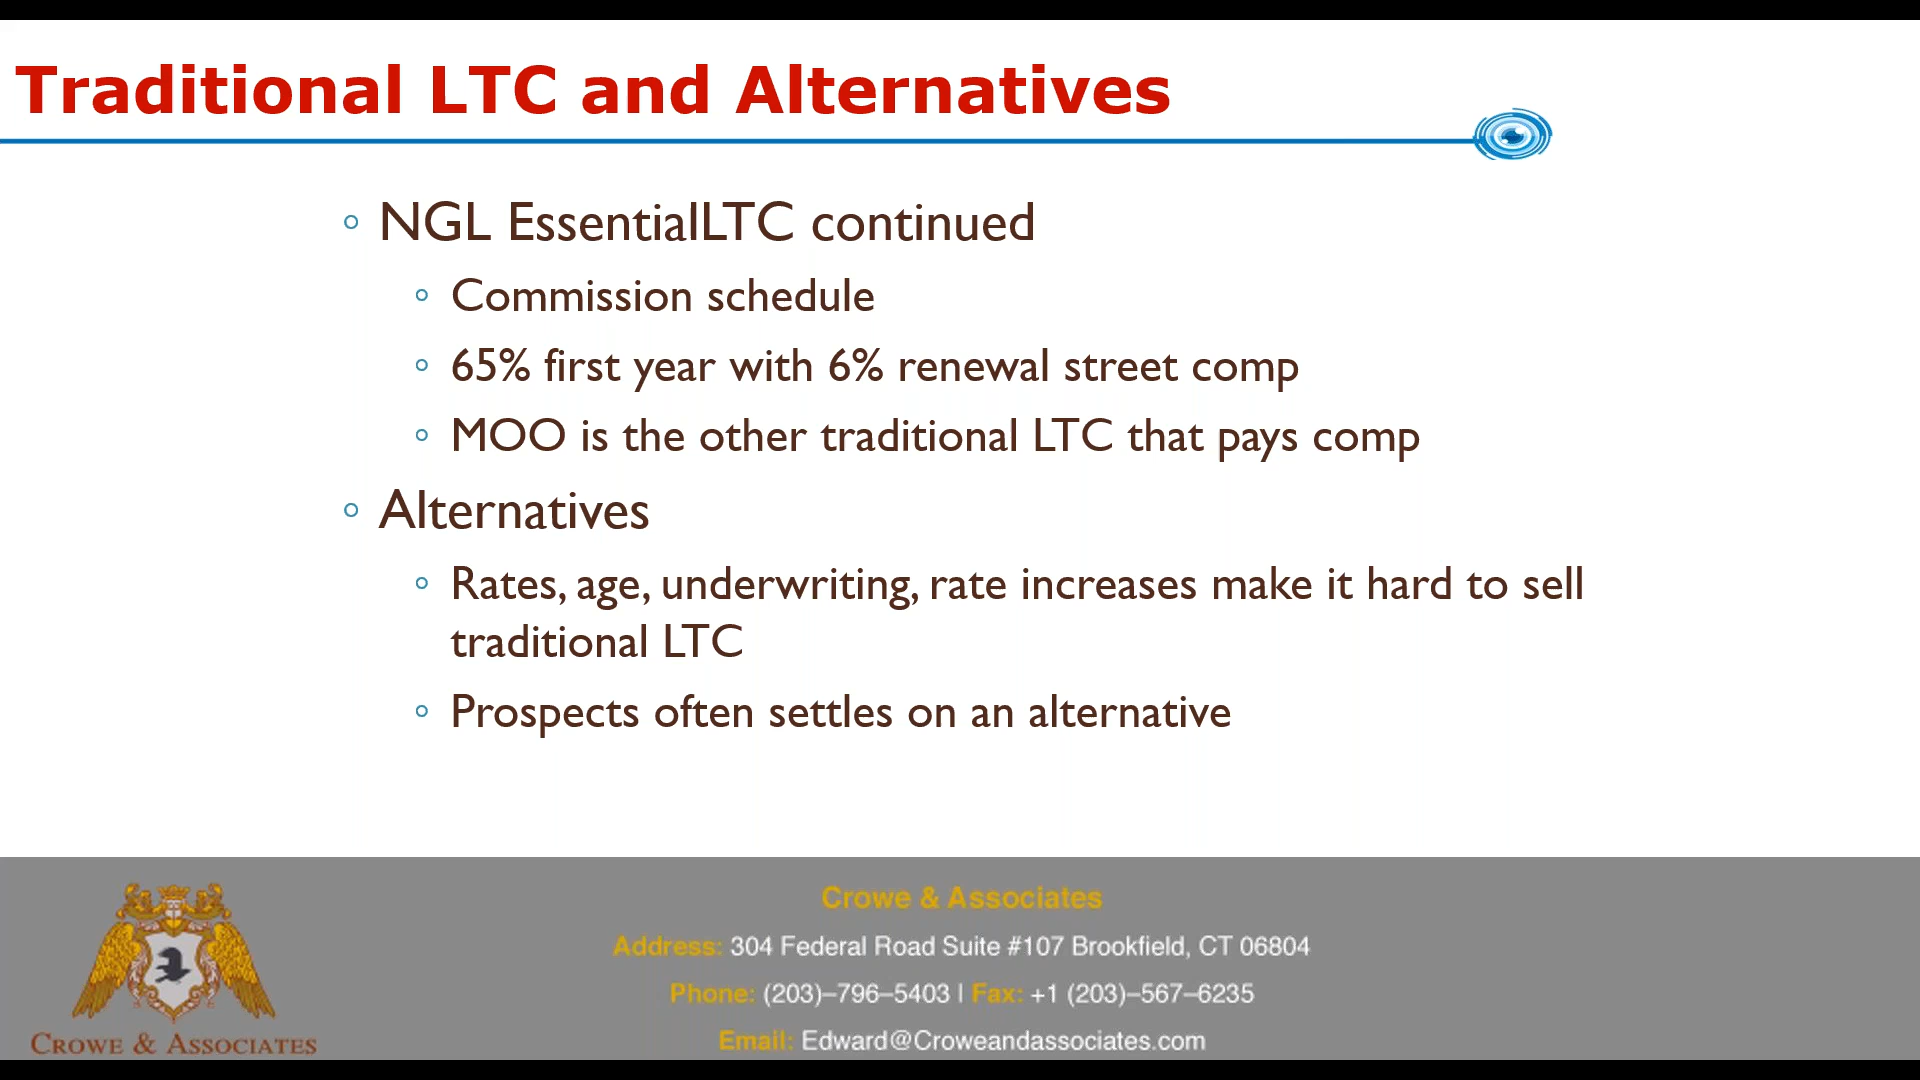 Traditional LTC and Alternatives
NGL EssentialLTC continued
Commission schedule
65% first year with 6% renewal street comp
MOO is the other traditional LTC that pays comp
Alternatives
Rates, age, underwriting, rate increases make it hard to sell
traditional LTC
Prospects often settles on an alternative
Crowe & Associates
Address: 304 Federal Road Suite #107 Brookfield, CT 06804
Phone: (203)–796–5403 | Fax: +1 (203)–567–6235
Email: Edward@Croweandassociates.com
CROWE & ASSOCIATES